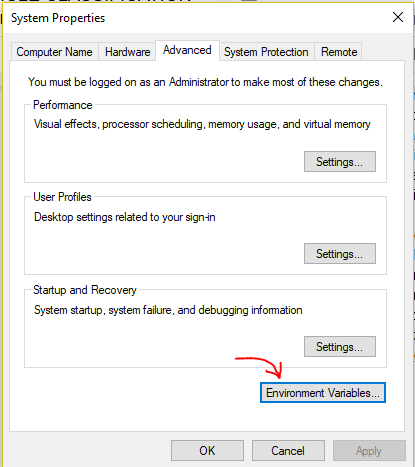 System Properties
Computer Name
Hardware
Advanced
System Protection
Remote
You must be logged on as an Administrator to make most of these changes.
Performance
Visual effects, processor scheduling, memory usage, and virtual memory
Settings...
User Profiles
Desktop settings related to your sign-in
Settings...
Startup and Recovery
System startup, system failure, and debugging information
Settings...
Environment Variables...
OK
Cancel
Apply